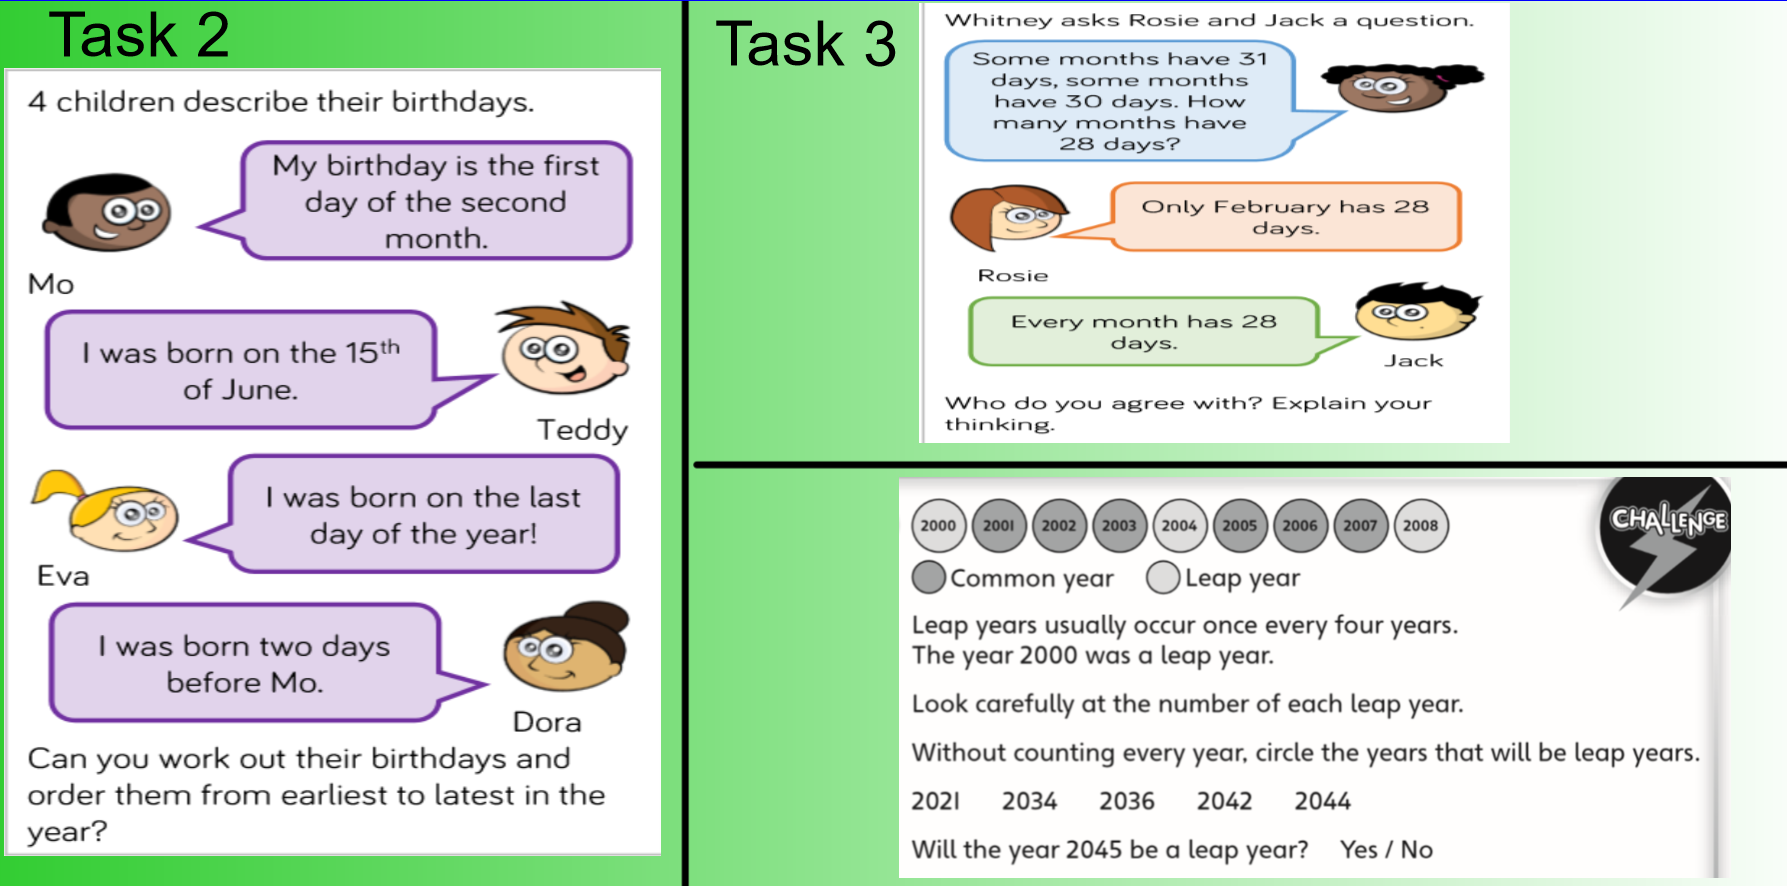 Task 2
4 children describe their birthdays.
My birthday is the first
day of the second
month.
Mo
I was born on the 15th
of June.
Teddy
I was born on the last
day of the year!
Eva
I was born two days
before Mo.
Dora
Can you work out their birthdays and
order them from earliest to latest in the
year?
Task 3
Whitney asks Rosie and Jack a question.
Some months have 31
days, some months
have 30 days. How
many months have
28 days?
Only February has 28
days.
Rosie
Every month has 28
days.
Jack
Who do you agree with? Explain your
thinking.
CHALLENGE
2000 2001 2002 2003 2004 2005 2006 2007 2008
Common year Leap year
Leap years usually occur once every four years.
The year 2000 was a leap year.
Look carefully at the number of each leap year.
Without counting every year, circle the years that will be leap years.
2021 2034 2036 2042 2044
Will the year 2045 be a leap year? Yes / No